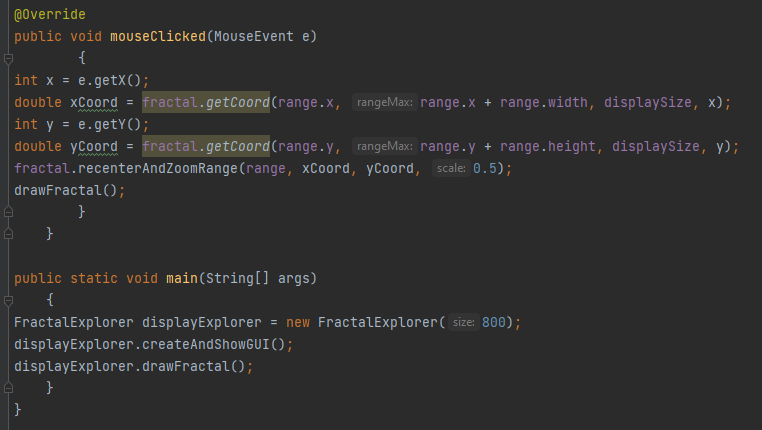 @Override
public void mouseClicked(MouseEvent e)
        {
int x = e.getX();
double xCoord = fractal.getCoord(range.x, rangeMax: range.x + range.width, displaySize, x);
int y = e.getY();
double yCoord = fractal.getCoord(range.y, rangeMax: range.y + range.height, displaySize, y);
fractal.recenterAndZoomRange(range, xCoord, yCoord, scale: 0.5);
drawFractal();
        }
    }
public static void main(String[] args)
    {
FractalExplorer displayExplorer = new FractalExplorer( size: 800);
displayExplorer.createAndShowGUI();
displayExplorer.drawFractal();
    }
}